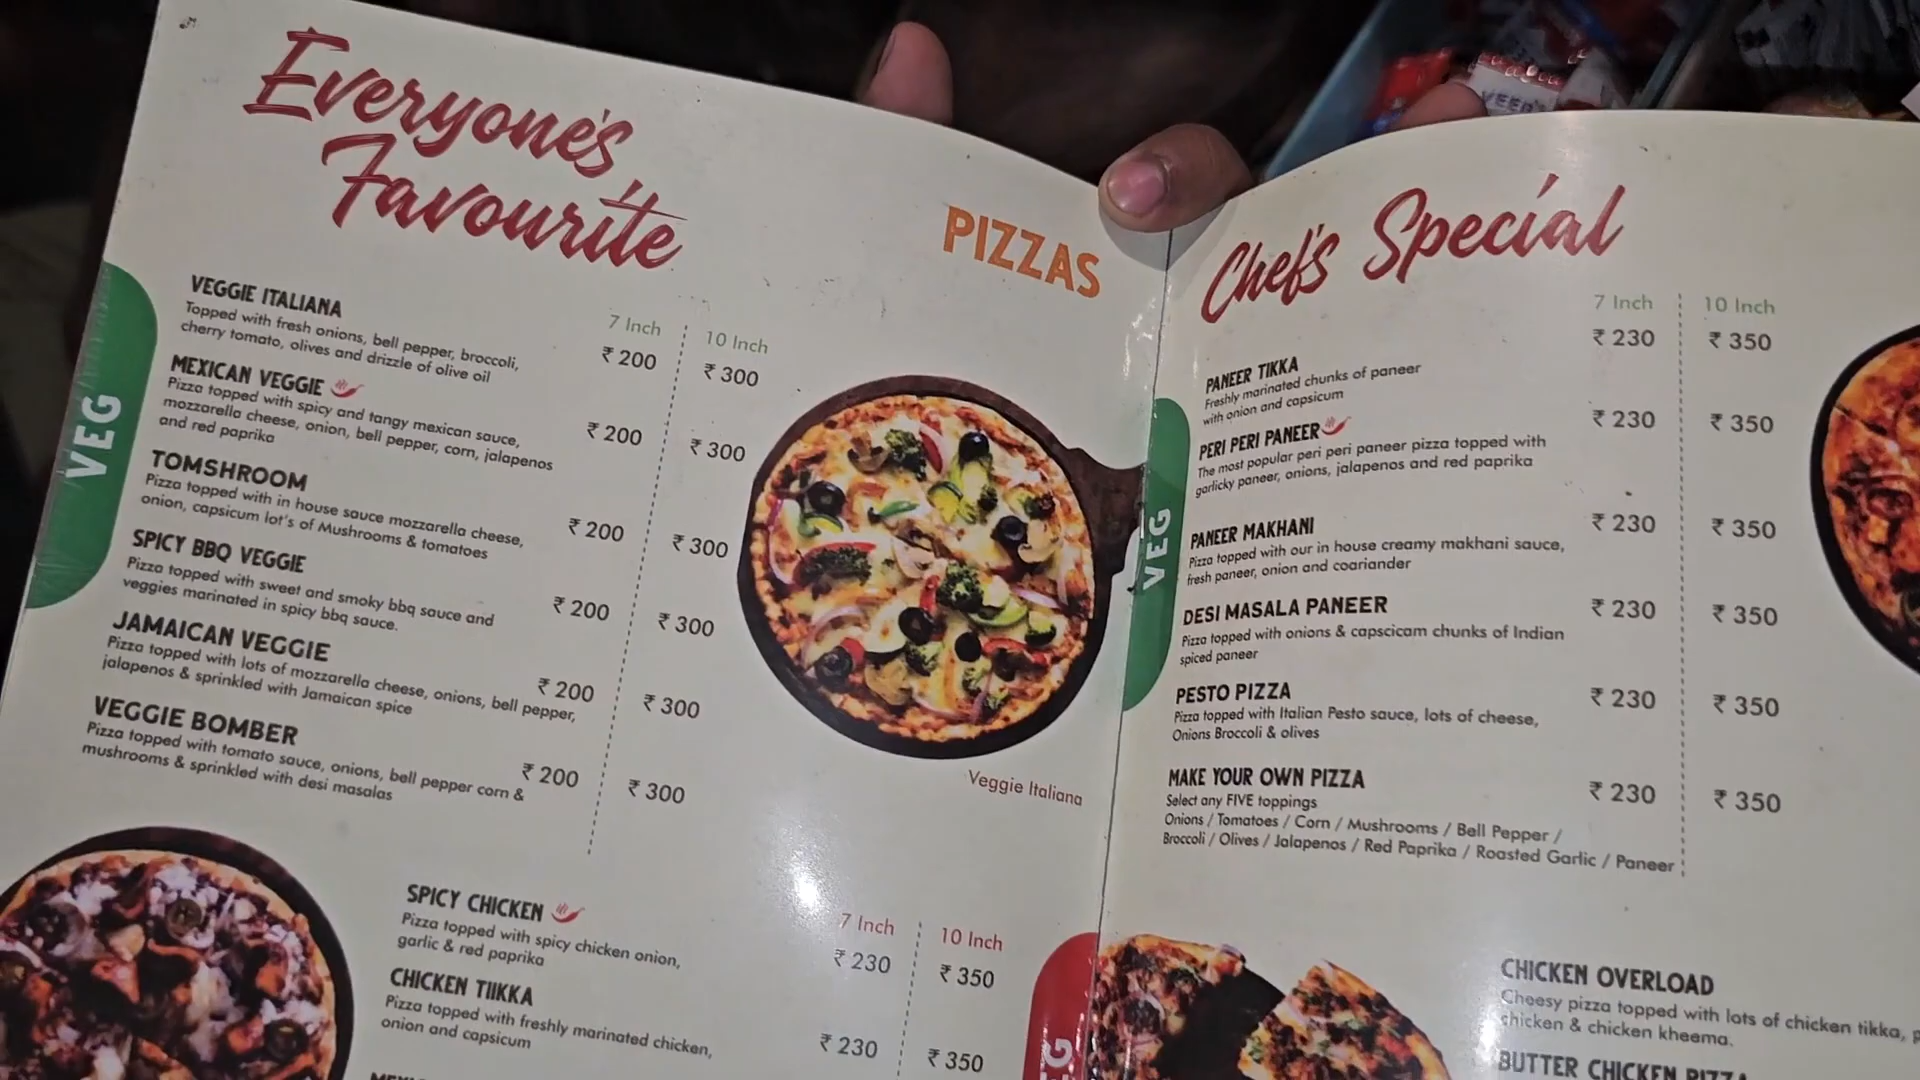 Everyone's
Favourite
PIZZAS
VEG
7 Inch
10 Inch
VEGGIE ITALIANA
Topped with fresh onions, bell pepper, broccoli,
cherry tomato, olives and drizzle of olive oil
₹ 200
₹ 300
MEXICAN VEGGIE
Pizza topped with spicy and tangy mexican sauce,
mozzarella cheese, onion, bell pepper, corn, jalapenos
and red paprika
₹ 200
₹ 300
TOMSHROOM
Pizza topped with in house sauce mozzarella cheese,
onion, capsicum lot's of Mushrooms & tomatoes
₹ 200
₹ 300
SPICY BBQ VEGGIE
Pizza topped with sweet and smoky bbq sauce and
veggies marinated in spicy bbq sauce.
₹ 200
₹ 300
JAMAICAN VEGGIE
Pizza topped with lots of mozzarella cheese, onions, bell pepper,
jalapenos & sprinkled with Jamaican spice
₹ 200
₹ 300
VEGGIE BOMBER
Pizza topped with tomato sauce, onions, bell pepper corn &
mushrooms & sprinkled with desi masalas
₹ 200
₹ 300
Veggie Italiana
7 Inch
10 Inch
SPICY CHICKEN
Pizza topped with spicy chicken onion,
garlic & red paprika
₹ 230
₹ 350
CHICKEN TIIKKA
Pizza topped with freshly marinated chicken,
onion and capsicum
₹ 230
₹ 350
Chef's Special
VEG
7 Inch
10 Inch
PANEER TIKKA
Freshly marinated chunks of paneer
with onion and capsicum
₹ 230
₹ 350
PERI PERI PANEER
The most popular peri peri paneer pizza topped with
garlicky paneer, onions, jalapenos and red paprika
₹ 230
₹ 350
PANEER MAKHANI
Pizza topped with our in house creamy makhani sauce,
fresh paneer, onion and coariander
₹ 230
₹ 350
DESI MASALA PANEER
Pizza topped with onions & capscicam chunks of Indian
spiced paneer
₹ 230
₹ 350
PESTO PIZZA
Pizza topped with Italian Pesto sauce, lots of cheese,
Onions Broccoli & olives
₹ 230
₹ 350
MAKE YOUR OWN PIZZA
Select any FIVE toppings
Onions / Tomatoes / Corn / Mushrooms / Bell Pepper /
Broccoli / Olives / Jalapenos / Red Paprika / Roasted Garlic / Paneer
₹ 230
₹ 350
CHICKEN OVERLOAD
Cheesy pizza topped with lots of chicken tikka,
chicken & chicken kheema.
BUTTER CHICKEN PIZZA